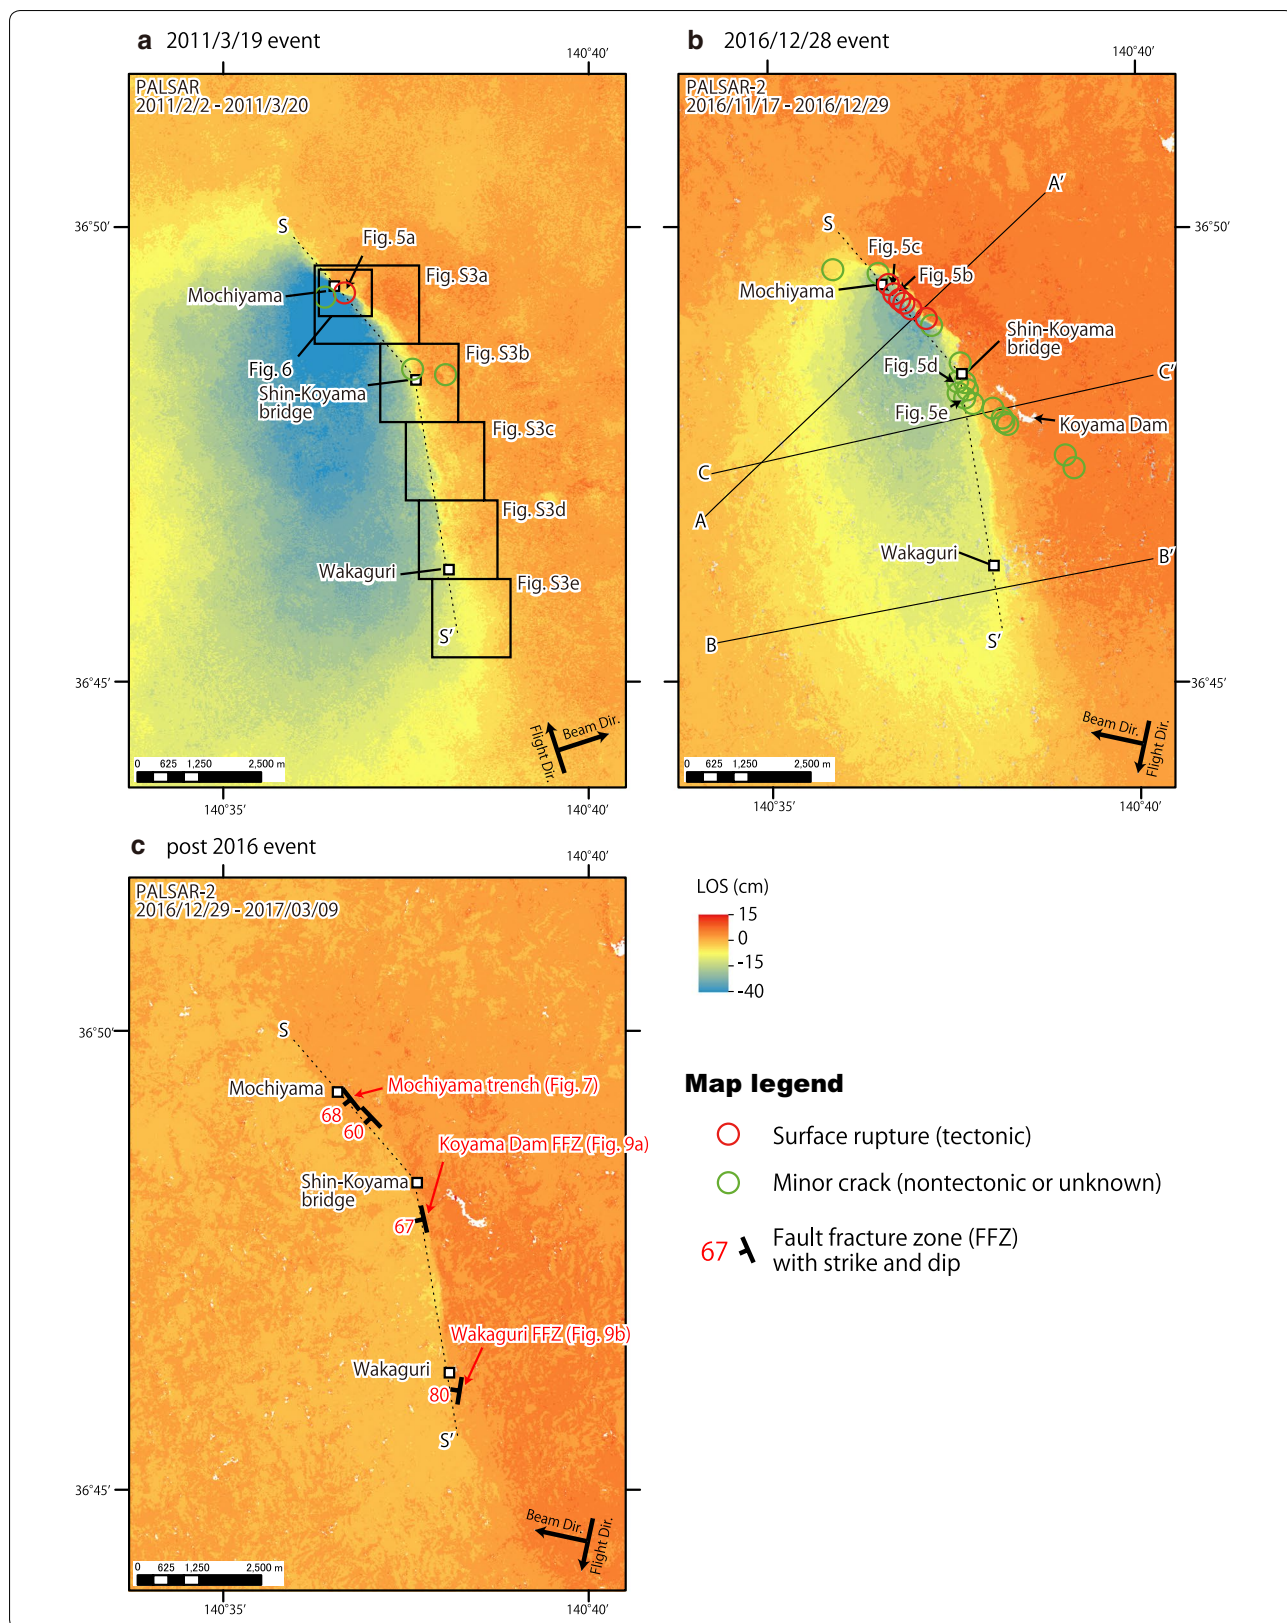 a 2011/3/19 event
140°40'
PALSAR
2011/2/2 - 2011/3/20
36°50'
S
Fig. 5a
Fig. S3a
Mochiyama
Fig. 6
Fig. S3b
Shin-Koyama
bridge
Fig. S3c
Fig. S3d
Wakaguri
Fig. S3e
S'
36°45'
Flight Dir.
Beam Dir.
0 625 1,250 2,500 m
140°35'
140°40'
b 2016/12/28 event
140°40'
PALSAR-2
2016/11/17 - 2016/12/29
A'
S
36°50'
Fig. 5c
Fig. 5b
Mochiyama
Shin-Koyama
bridge
Fig. 5d
C'
Fig. 5e
Koyama Dam
C
A
Wakaguri
B'
S'
B
36°45'
Beam Dir.
Flight Dir.
0 625 1,250 2,500 m
140°35'
140°40'
c post 2016 event
140°40'
PALSAR-2
2016/12/29 - 2017/03/09
36°50'
S
Mochiyama
Mochiyama trench (Fig. 7)
68
60
Koyama Dam FFZ (Fig. 9a)
Shin-Koyama
bridge
67
Wakaguri FFZ (Fig. 9b)
Wakaguri
80
S'
36°45'
Beam Dir.
Flight Dir.
0 625 1,250 2,500 m
140°35'
140°40'
LOS (cm)
15
0
-15
-40
Map legend
Surface rupture (tectonic)
Minor crack (nontectonic or unknown)
67 Fault fracture zone (FFZ)
with strike and dip